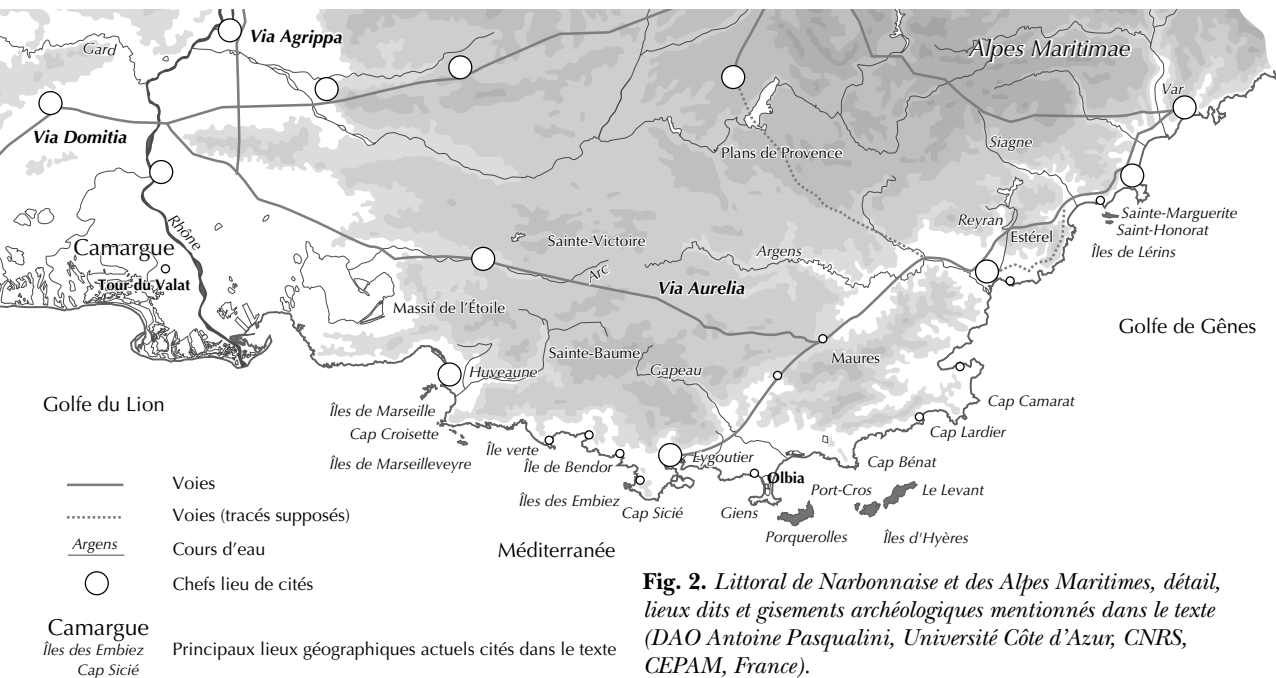 Gard
Via Agrippa
Alpes Maritimae
Var
Via Domitia
Plans de Provence
Siagne
Rhône
Reyran
Sainte-Marguerite
Saint-Honorat
Estérel
Îles de Lérins
Camargue
Sainte-Victoire
Argens
Arc
Tour du Valat
Via Aurelia
Massif de l'Étoile
Golfe de Gênes
Sainte-Baume
Maures
Huveaune
Gapeau
Golfe du Lion
Îles de Marseille
Cap Camarat
Cap Croisette
Cap Lardier
Îles de Marseilleveyre
Île verte
Eygoutier
Cap Bénat
Île de Bendor
Olbia
Port-Cros
Le Levant
Îles des Embiez
Cap Sicié
Giens
Porquerolles
Îles d'Hyères
Méditerranée
Voies
Voies (tracés supposés)
Argens
Cours d'eau
Chefs lieu de cités
Camargue
Îles des Embiez
Cap Sicié
Principaux lieux géographiques actuels cités dans le texte
Fig. 2. Littoral de Narbonnaise et des Alpes Maritimes, détail,
lieux dits et gisements archéologiques mentionnés dans le texte
(DAO Antoine Pasqualini, Université Côte d'Azur, CNRS,
CEPAM, France).